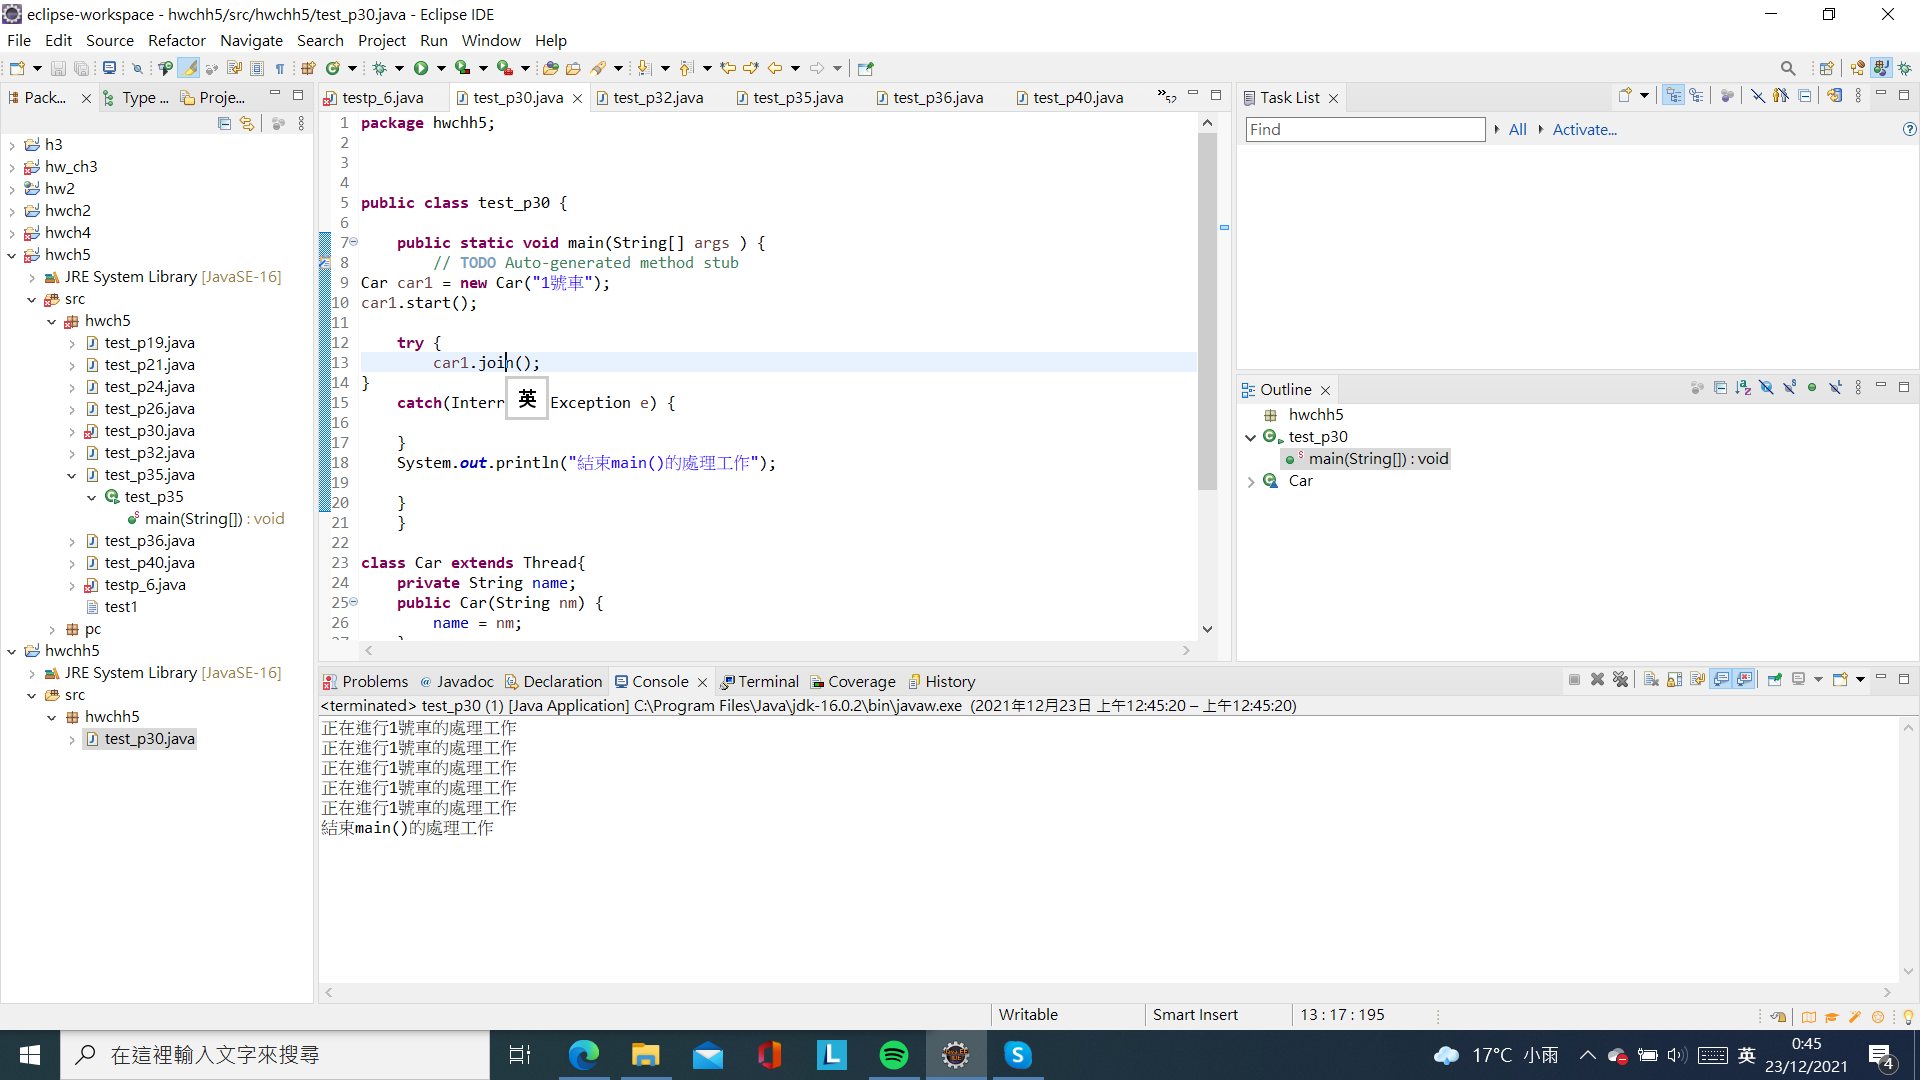 eclipse-workspace - hwchh5/src/hwchh5/test_p30.java - Eclipse IDE
File Edit Source Refactor Navigate Search Project Run Window Help
Pack... Type ... Proje...
h3
hw_ch3
hw2
hwch2
hwch4
hwch5
JRE System Library [JavaSE-16]
src
hwch5
test_p19.java
test_p21.java
test_p24.java
test_p26.java
test_p30.java
test_p32.java
test_p35.java
test_p35
main(String[]) : void
test_p36.java
test_p40.java
testp_6.java
test1
pc
hwchh5
JRE System Library [JavaSE-16]
src
hwchh5
test_p30.java
testp_6.java test_p30.java test_p32.java test_p35.java test_p36.java test_p40.java »52
1 package hwchh5;
2
3
4
5 public class test_p30 {
6
7 public static void main(String[] args ) {
8 // TODO Auto-generated method stub
9 Car car1 = new Car("1號車");
10 car1.start();
11
12 try {
13 car1.join();
14 }
15 catch(Interr Exception e) {
英
16
17 }
18 System.out.println("結束main()的處理工作");
19
20 }
21 }
22
23 class Car extends Thread{
24 private String name;
25 public Car(String nm) {
26 name = nm;
Task List
Find All Activate...
Outline
hwchh5
test_p30
main(String[]) : void
Car
Problems Javadoc Declaration Console Terminal Coverage History
<terminated> test_p30 (1) [Java Application] C:\Program Files\Java\jdk-16.0.2\bin\javaw.exe (2021年12月23日 上午12:45:20 – 上午12:45:20)
正在進行1號車的處理工作
正在進行1號車的處理工作
正在進行1號車的處理工作
正在進行1號車的處理工作
正在進行1號車的處理工作
結束main()的處理工作
Writable Smart Insert 13 : 17 : 195
在這裡輸入文字來搜尋
17°C 小雨 英 0:45
23/12/2021
4